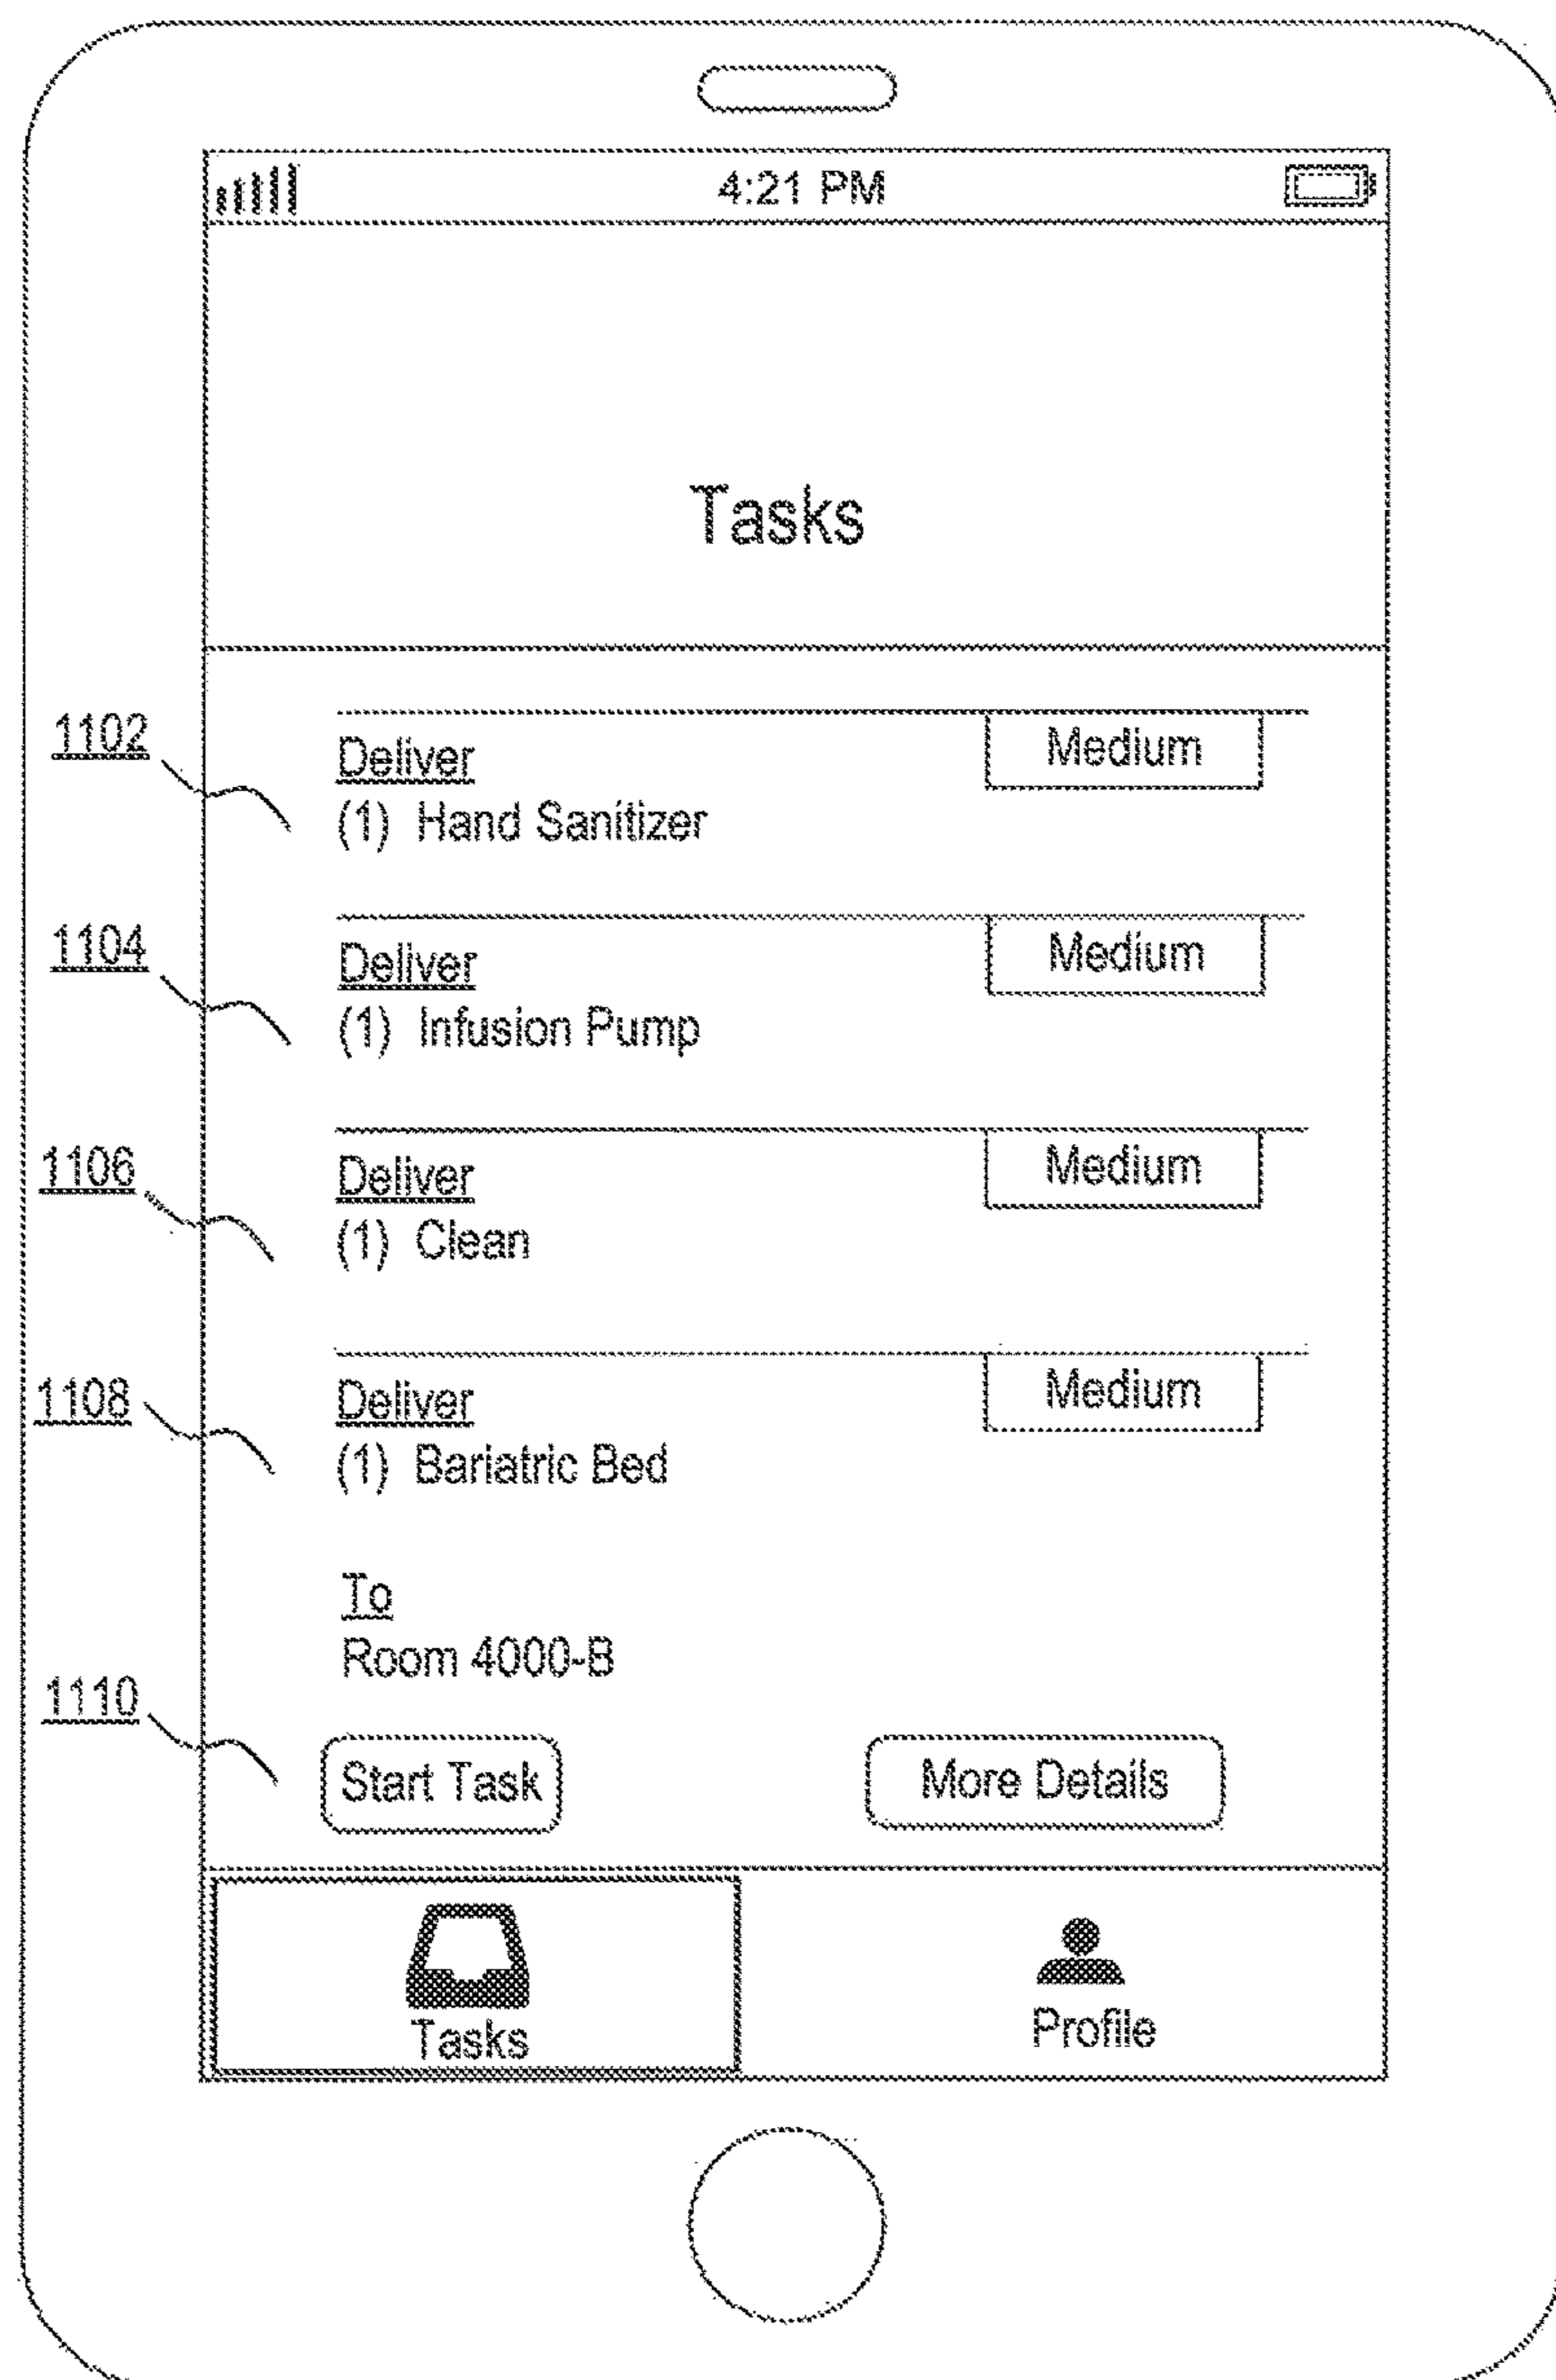 4:21 PM
Tasks
1102
Deliver
Medium
(1) Hand Sanitizer
1104
Deliver
Medium
(1) Infusion Pump
1106
Deliver
Medium
(1) Clean
1108
Deliver
Medium
(1) Bariatric Bed
To
Room 4000-B
1110
Start Task
More Details
Tasks
Profile